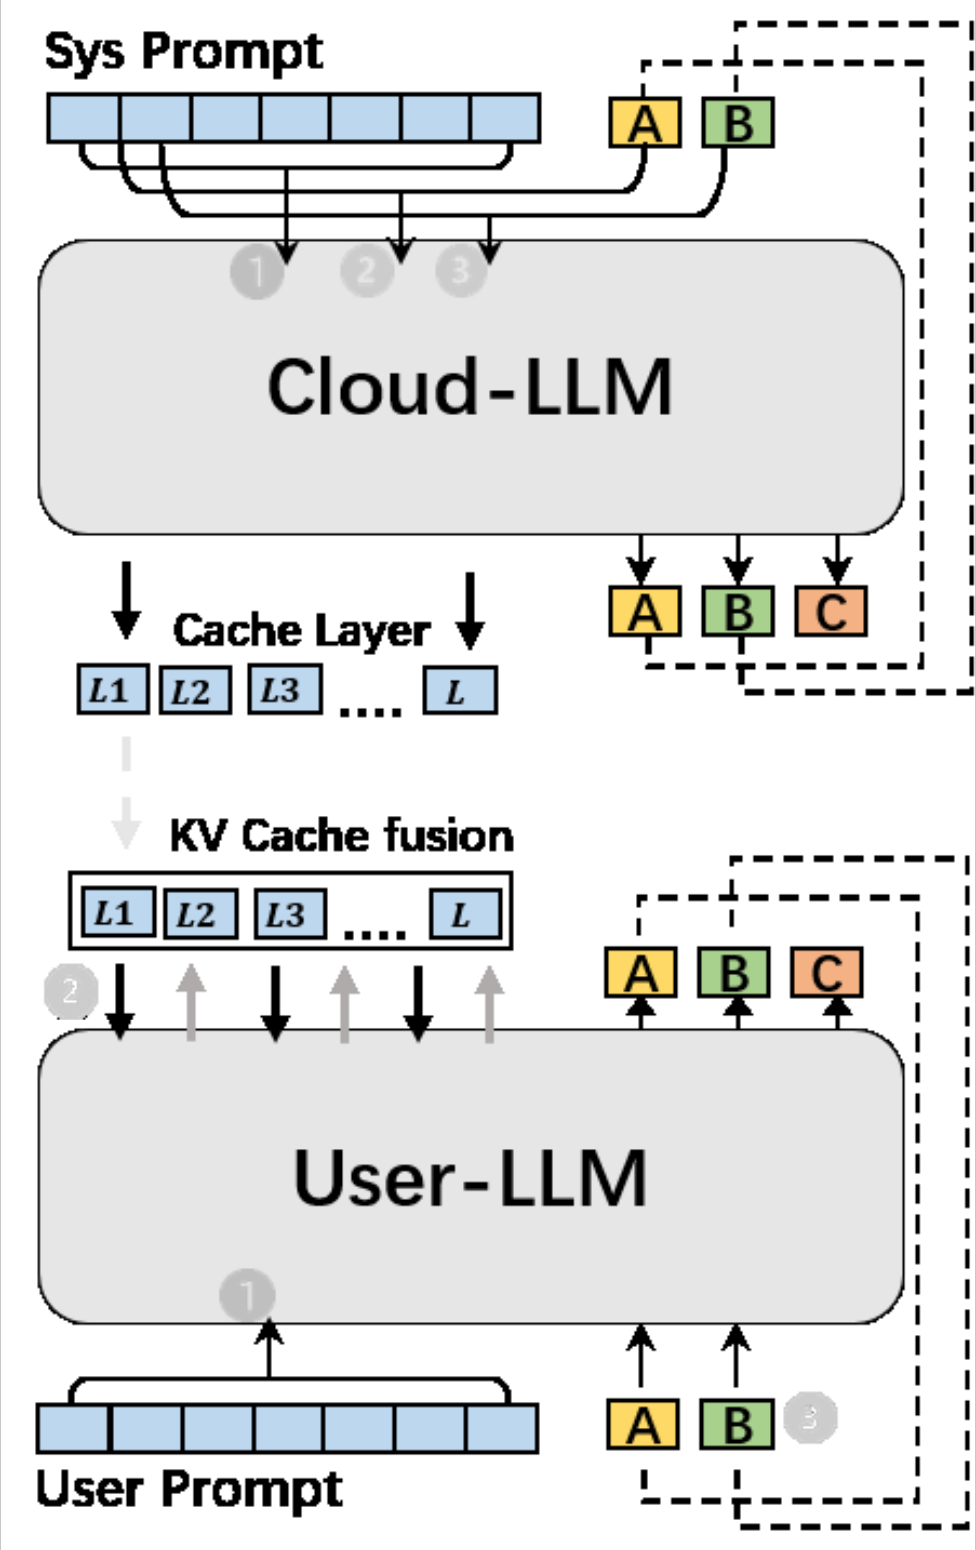 Sys Prompt
A B
1 2 3
Cloud-LLM
A B C
Cache Layer
L1 L2 L3 .... L
KV Cache fusion
L1 L2 L3 .... L
A B C
2
User-LLM
1
A B 3
User Prompt